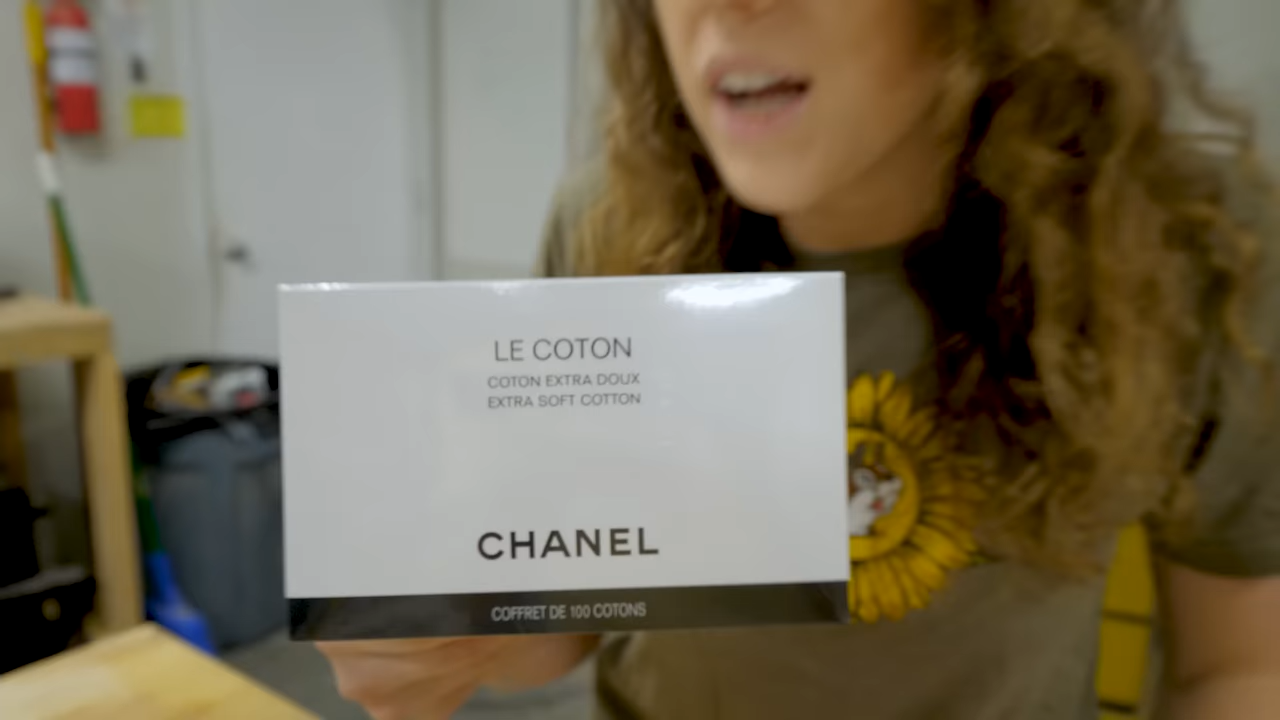 LE COTON
COTON EXTRA DOUX
EXTRA SOFT COTTON
CHANEL
COFFRET DE 100 COTONS